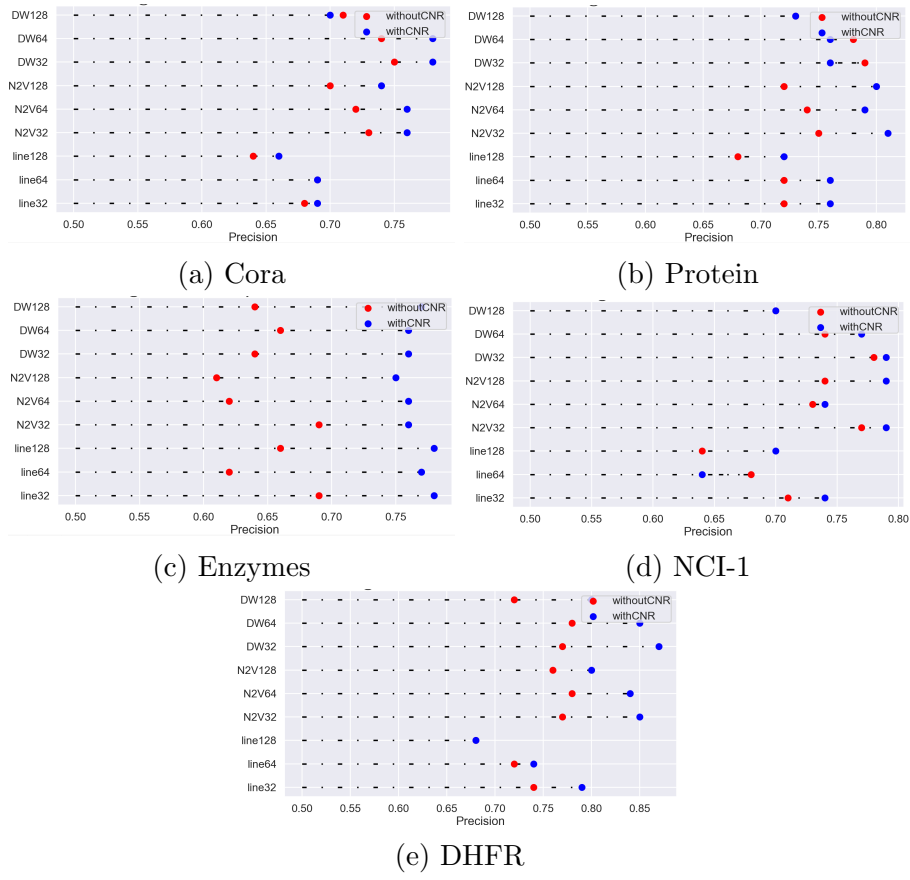 DW128
withoutCNR
withCNR
DW64
DW32
N2V128
N2V64
N2V32
line128
line64
line32
0.50 0.55 0.60 0.65 0.70 0.75
Precision
(a) Cora
DW128
withoutCNR
withCNR
DW64
DW32
N2V128
N2V64
N2V32
line128
line64
line32
0.50 0.55 0.60 0.65 0.70 0.75 0.80
Precision
(b) Protein
DW128
withoutCNR
withCNR
DW64
DW32
N2V128
N2V64
N2V32
line128
line64
line32
0.50 0.55 0.60 0.65 0.70 0.75
Precision
(c) Enzymes
DW128
withoutCNR
withCNR
DW64
DW32
N2V128
N2V64
N2V32
line128
line64
line32
0.50 0.55 0.60 0.65 0.70 0.75 0.80
Precision
(d) NCI-1
DW128
withoutCNR
withCNR
DW64
DW32
N2V128
N2V64
N2V32
line128
line64
line32
0.50 0.55 0.60 0.65 0.70 0.75 0.80 0.85
Precision
(e) DHFR